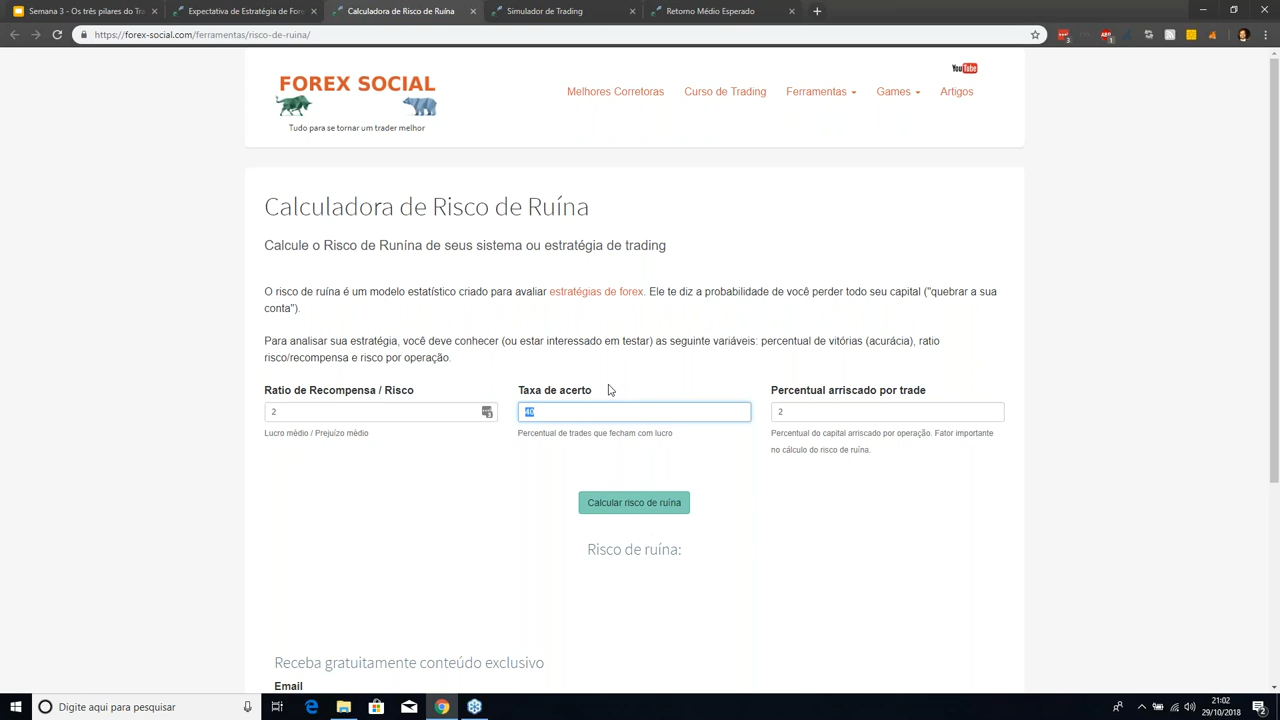 Semana 3 - Os três pilares do Tra
Expectativa de Estratégia de Fore
Calculadora de Risco de Ruína
Simulador de Trading
Retorno Médio Esperado
https://forex-social.com/ferramentas/risco-de-ruina/
YouTube
FOREX SOCIAL
Tudo para se tornar um trader melhor
Melhores Corretoras
Curso de Trading
Ferramentas
Games
Artigos
Calculadora de Risco de Ruína
Calcule o Risco de Runína de seus sistema ou estratégia de trading
O risco de ruína é um modelo estatístico criado para avaliar estratégias de forex. Ele te diz a probabilidade de você perder todo seu capital ("quebrar a sua
conta").
Para analisar sua estratégia, você deve conhecer (ou estar interessado em testar) as seguinte variáveis: percentual de vitórias (acurácia), ratio
risco/recompensa e risco por operação.
Ratio de Recompensa / Risco
Taxa de acerto
Percentual arriscado por trade
2
40
2
Lucro médio / Prejuízo médio
Percentual de trades que fecham com lucro
Percentual do capital arriscado por operação. Fator importante
no cálculo do risco de ruína.
Calcular risco de ruína
Risco de ruína:
Receba gratuitamente conteúdo exclusivo
Email
Digite aqui para pesquisar
21:02
29/10/2018